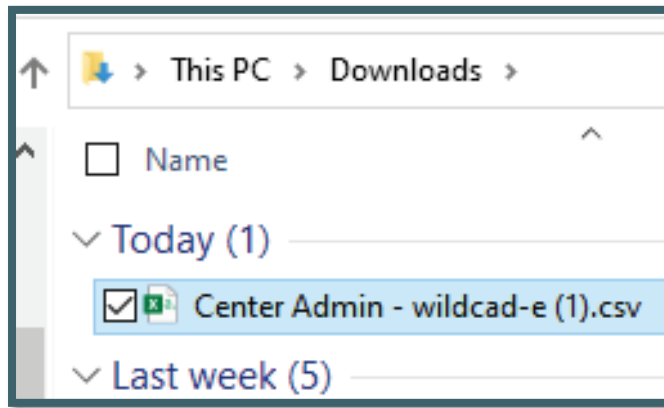 This PC > Downloads >
Name
Today (1)
Center Admin - wildcad-e (1).csv
Last week (5)